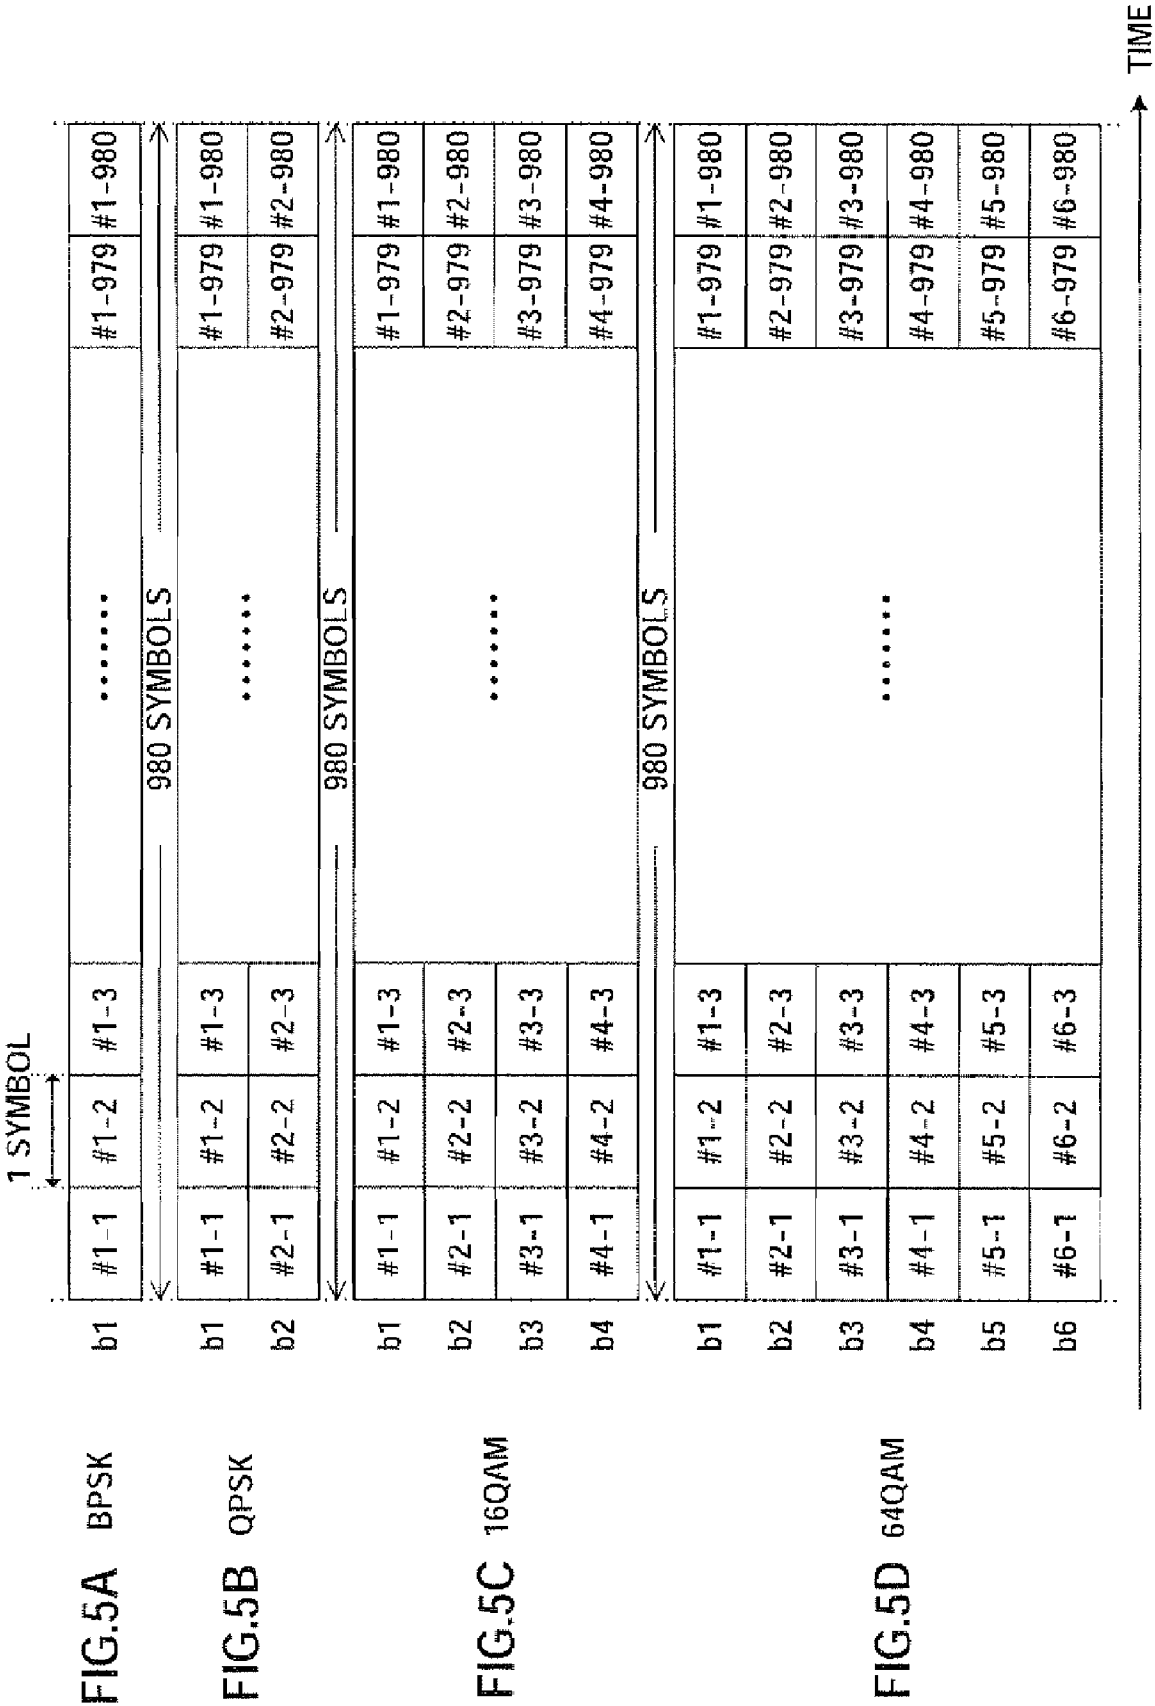 1 SYMBOL
FIG.5A BPSK
b1 #1-1 #1-2 #1-3 ....... #1-979 #1-980
980 SYMBOLS
FIG.5B QPSK
b1 #1-1 #1-2 #1-3 ....... #1-979 #1-980
b2 #2-1 #2-2 #2-3 #2-979 #2-980
980 SYMBOLS
FIG.5C 16QAM
b1 #1-1 #1-2 #1-3 ....... #1-979 #1-980
b2 #2-1 #2-2 #2-3 #2-979 #2-980
b3 #3-1 #3-2 #3-3 #3-979 #3-980
b4 #4-1 #4-2 #4-3 #4-979 #4-980
980 SYMBOLS
FIG.5D 64QAM
b1 #1-1 #1-2 #1-3 ....... #1-979 #1-980
b2 #2-1 #2-2 #2-3 #2-979 #2-980
b3 #3-1 #3-2 #3-3 #3-979 #3-980
b4 #4-1 #4-2 #4-3 #4-979 #4-980
b5 #5-1 #5-2 #5-3 #5-979 #5-980
b6 #6-1 #6-2 #6-3 #6-979 #6-980
TIME